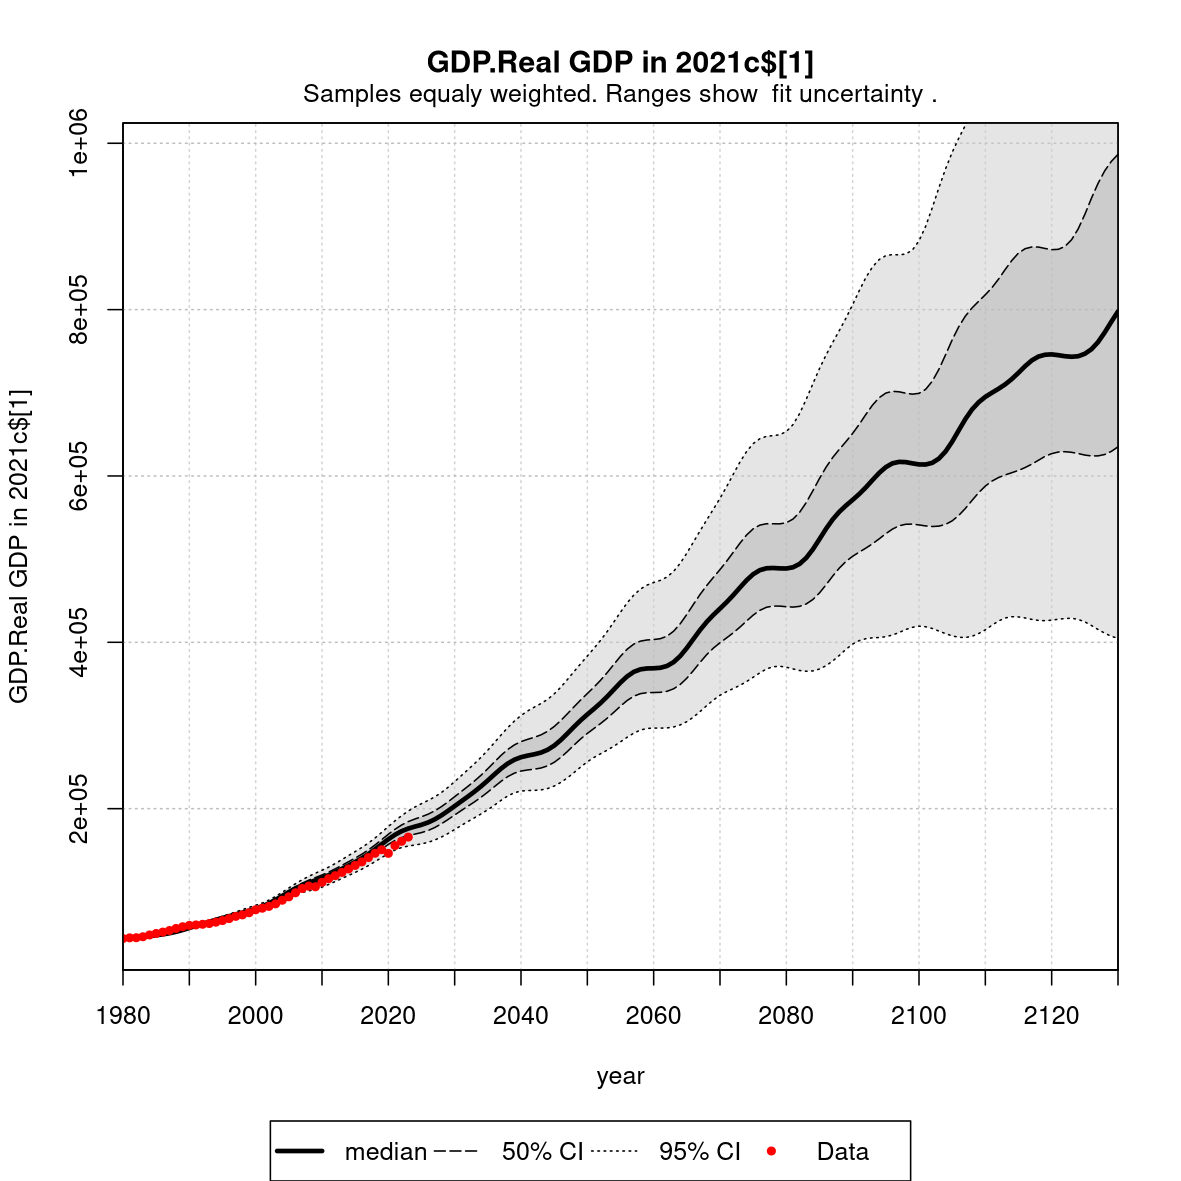 GDP.Real GDP in 2021c$[1]
Samples equaly weighted. Ranges show  fit uncertainty .
GDP.Real GDP in 2021c$[1]
1e+06
8e+05
6e+05
4e+05
2e+05
1980 2000 2020 2040 2060 2080 2100 2120
year
median 50% CI 95% CI Data